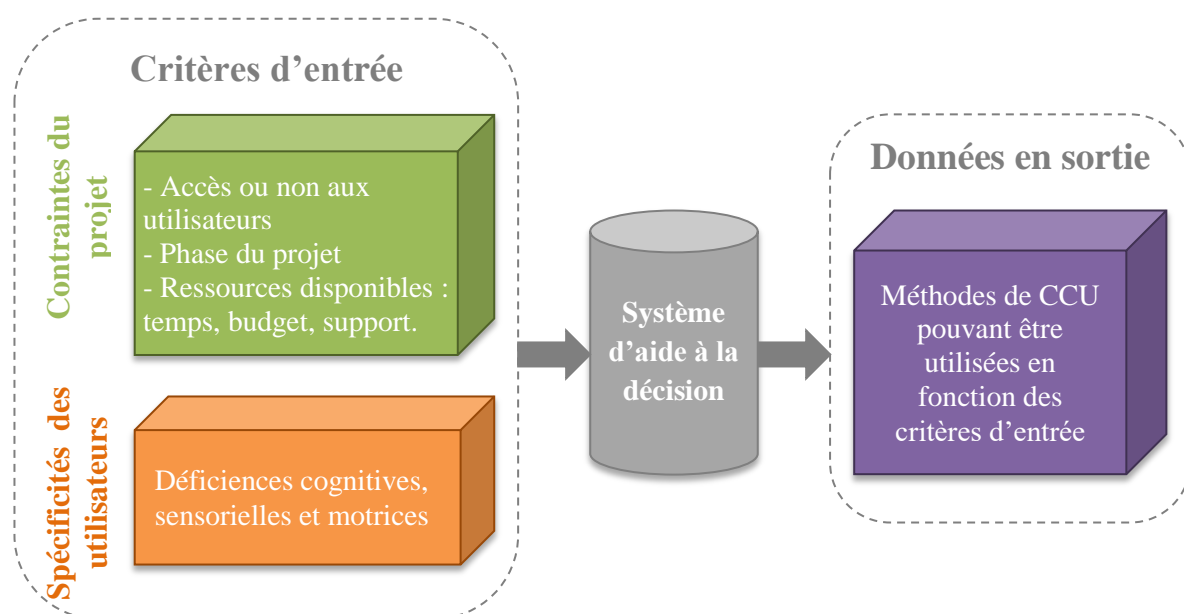 Critères d’entrée
Contraintes du
projet
- Accès ou non aux
utilisateurs
- Phase du projet
- Ressources disponibles :
temps, budget, support.
Spécificités des
utilisateurs
Déficiences cognitives,
sensorielles et motrices
Système
d’aide à la
décision
Données en sortie
Méthodes de CCU
pouvant être
utilisées en
fonction des
critères d’entrée